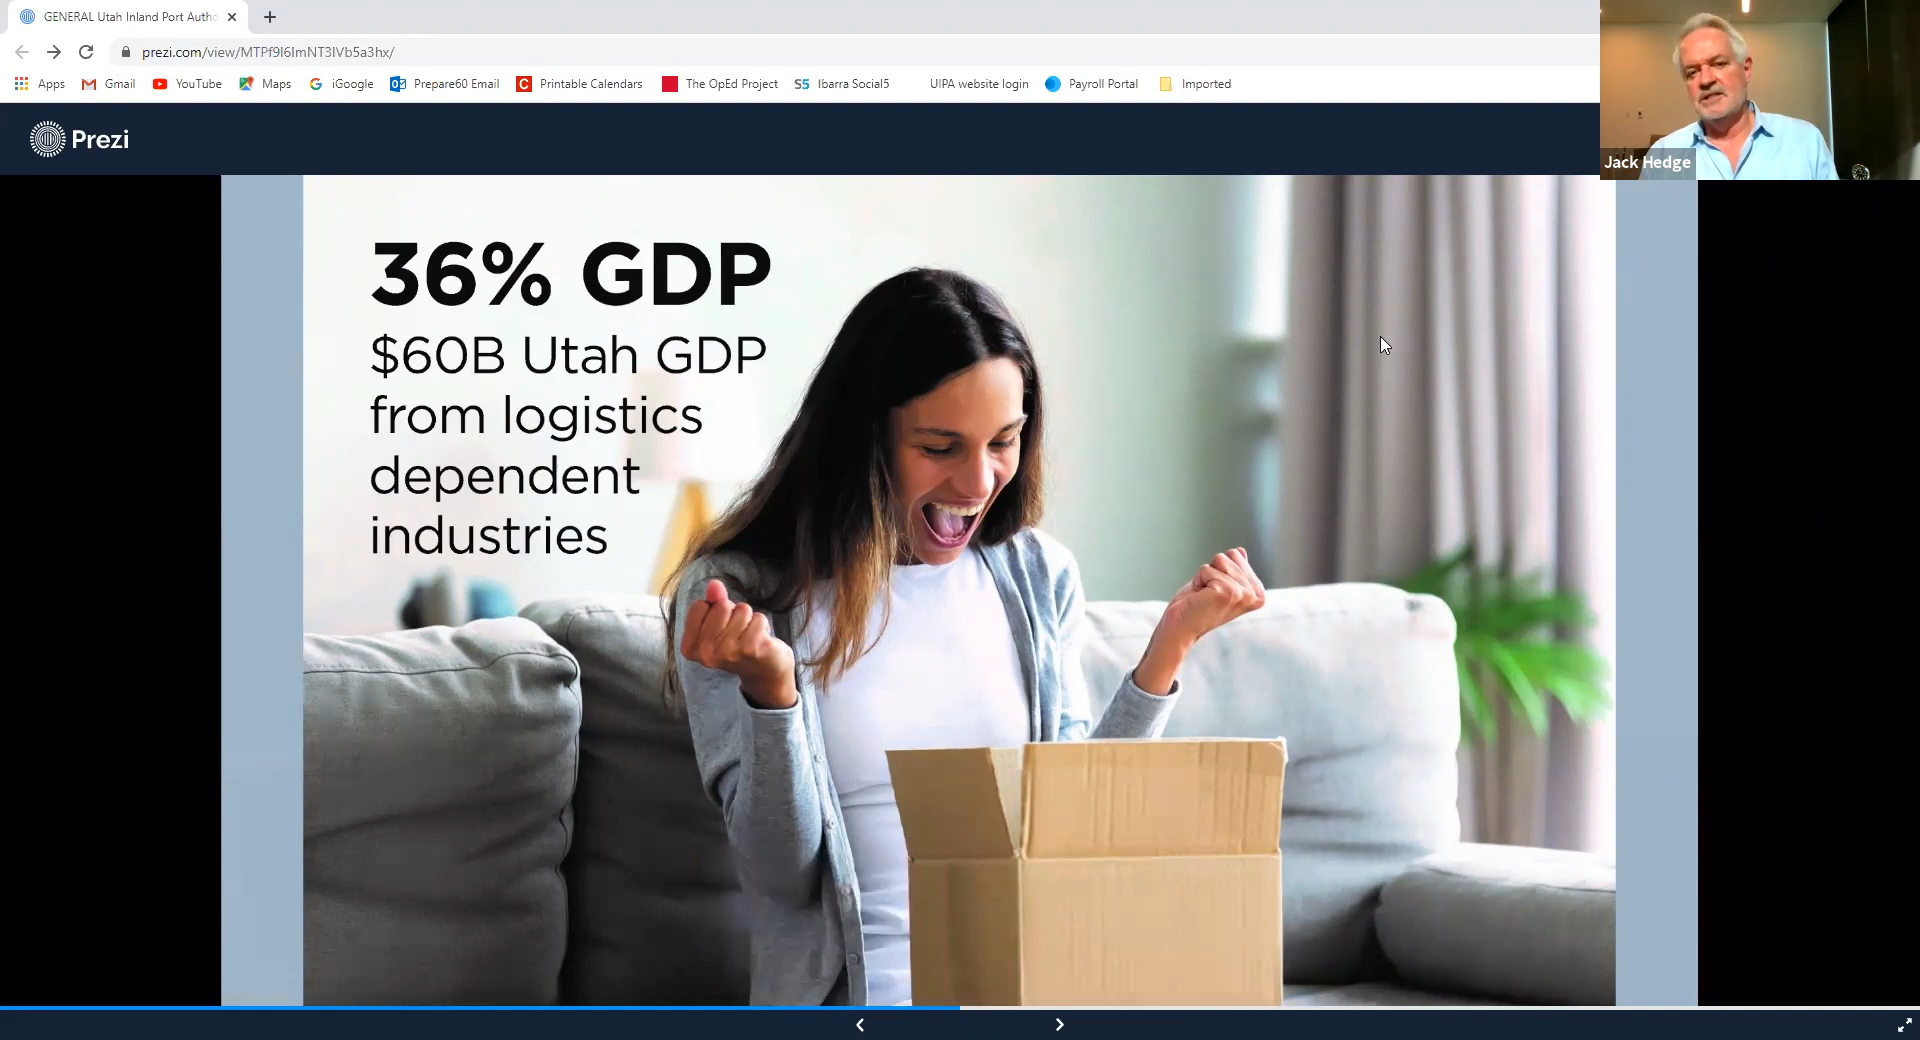 GENERAL Utah Inland Port Autho
prezi.com/view/MTPf9I6ImNT3IVb5a3hx/
Apps Gmail YouTube Maps iGoogle Prepare60 Email Printable Calendars The OpEd Project Ibarra Social5 UIPA website login Payroll Portal Imported
Prezi
Jack Hedge
36% GDP
$60B Utah GDP
from logistics
dependent
industries